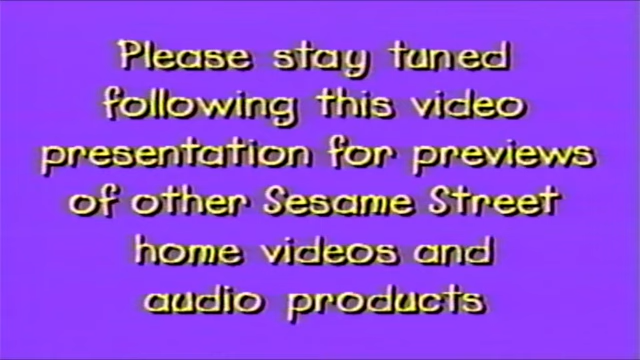 Please stay tuned
following this video
presentation for previews
of other Sesame Street
home videos and
audio products